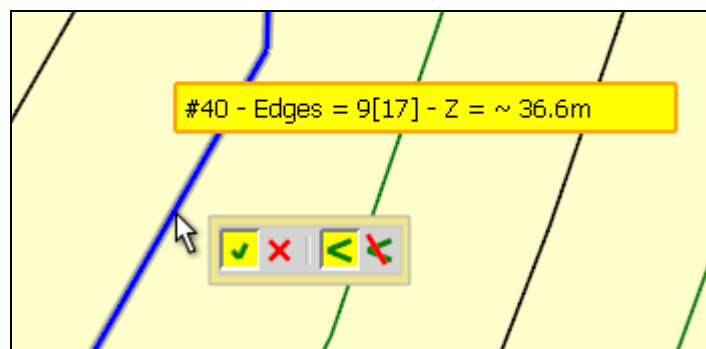 #40 - Edges = 9[17] - Z = ~ 36.6m